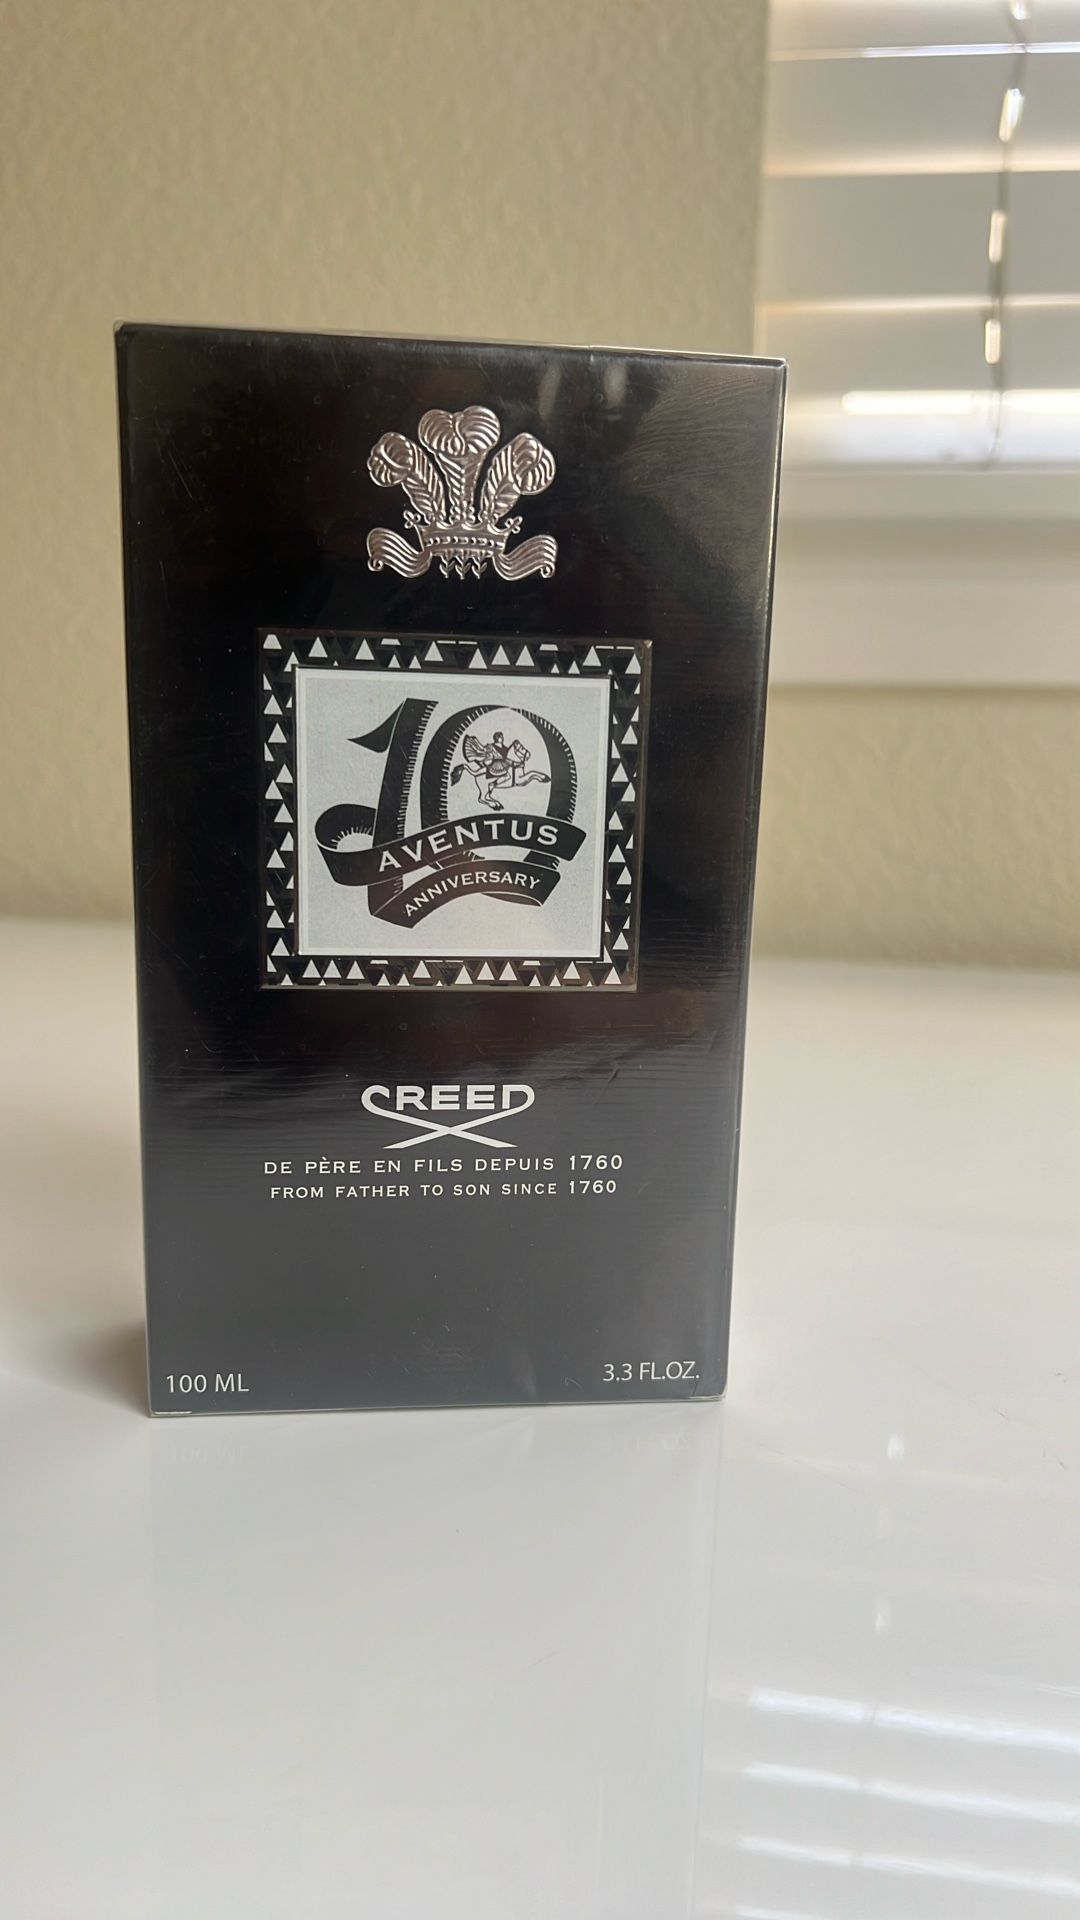 10
AVENTUS
ANNIVERSARY
CREED
DE PÈRE EN FILS DEPUIS 1760
FROM FATHER TO SON SINCE 1760
100 ML
3.3 FL.OZ.